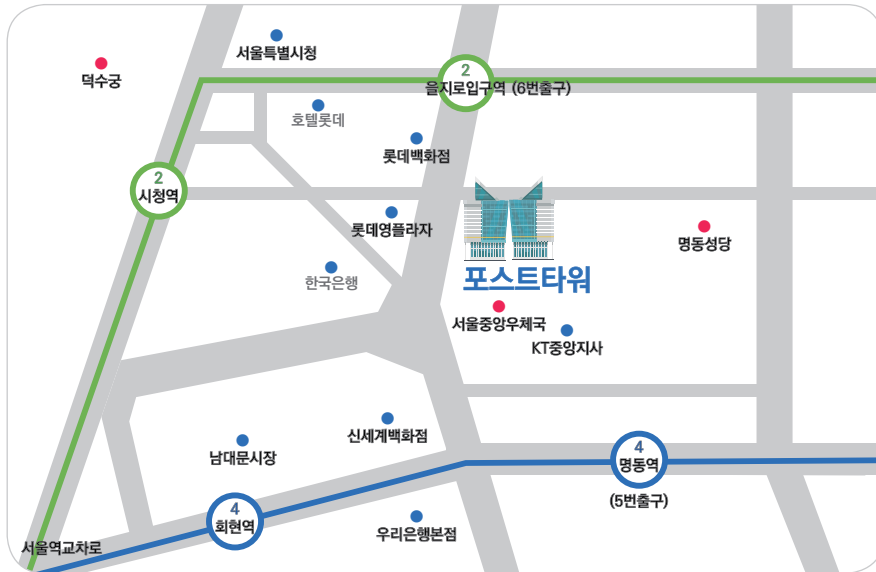 서울특별시청
덕수궁
2
을지로입구역 (6번출구)
호텔롯데
롯데백화점
2
시청역
롯데영플라자
명동성당
한국은행
포스트타워
서울중앙우체국
KT중앙지사
신세계백화점
남대문시장
4
명동역
(5번출구)
4
회현역
우리은행본점
서울역교차로